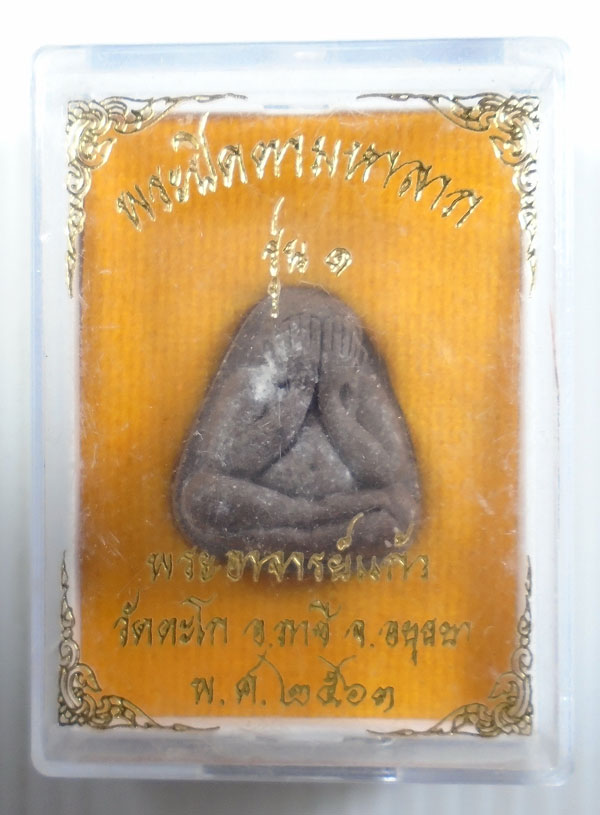 พระปิดตามหาลาภ
รุ่น ๑
พระอาจารย์แก้ว
วัดตะโก อ.ภาชี จ.อยุธยา
พ.ศ.๒๕๖๓